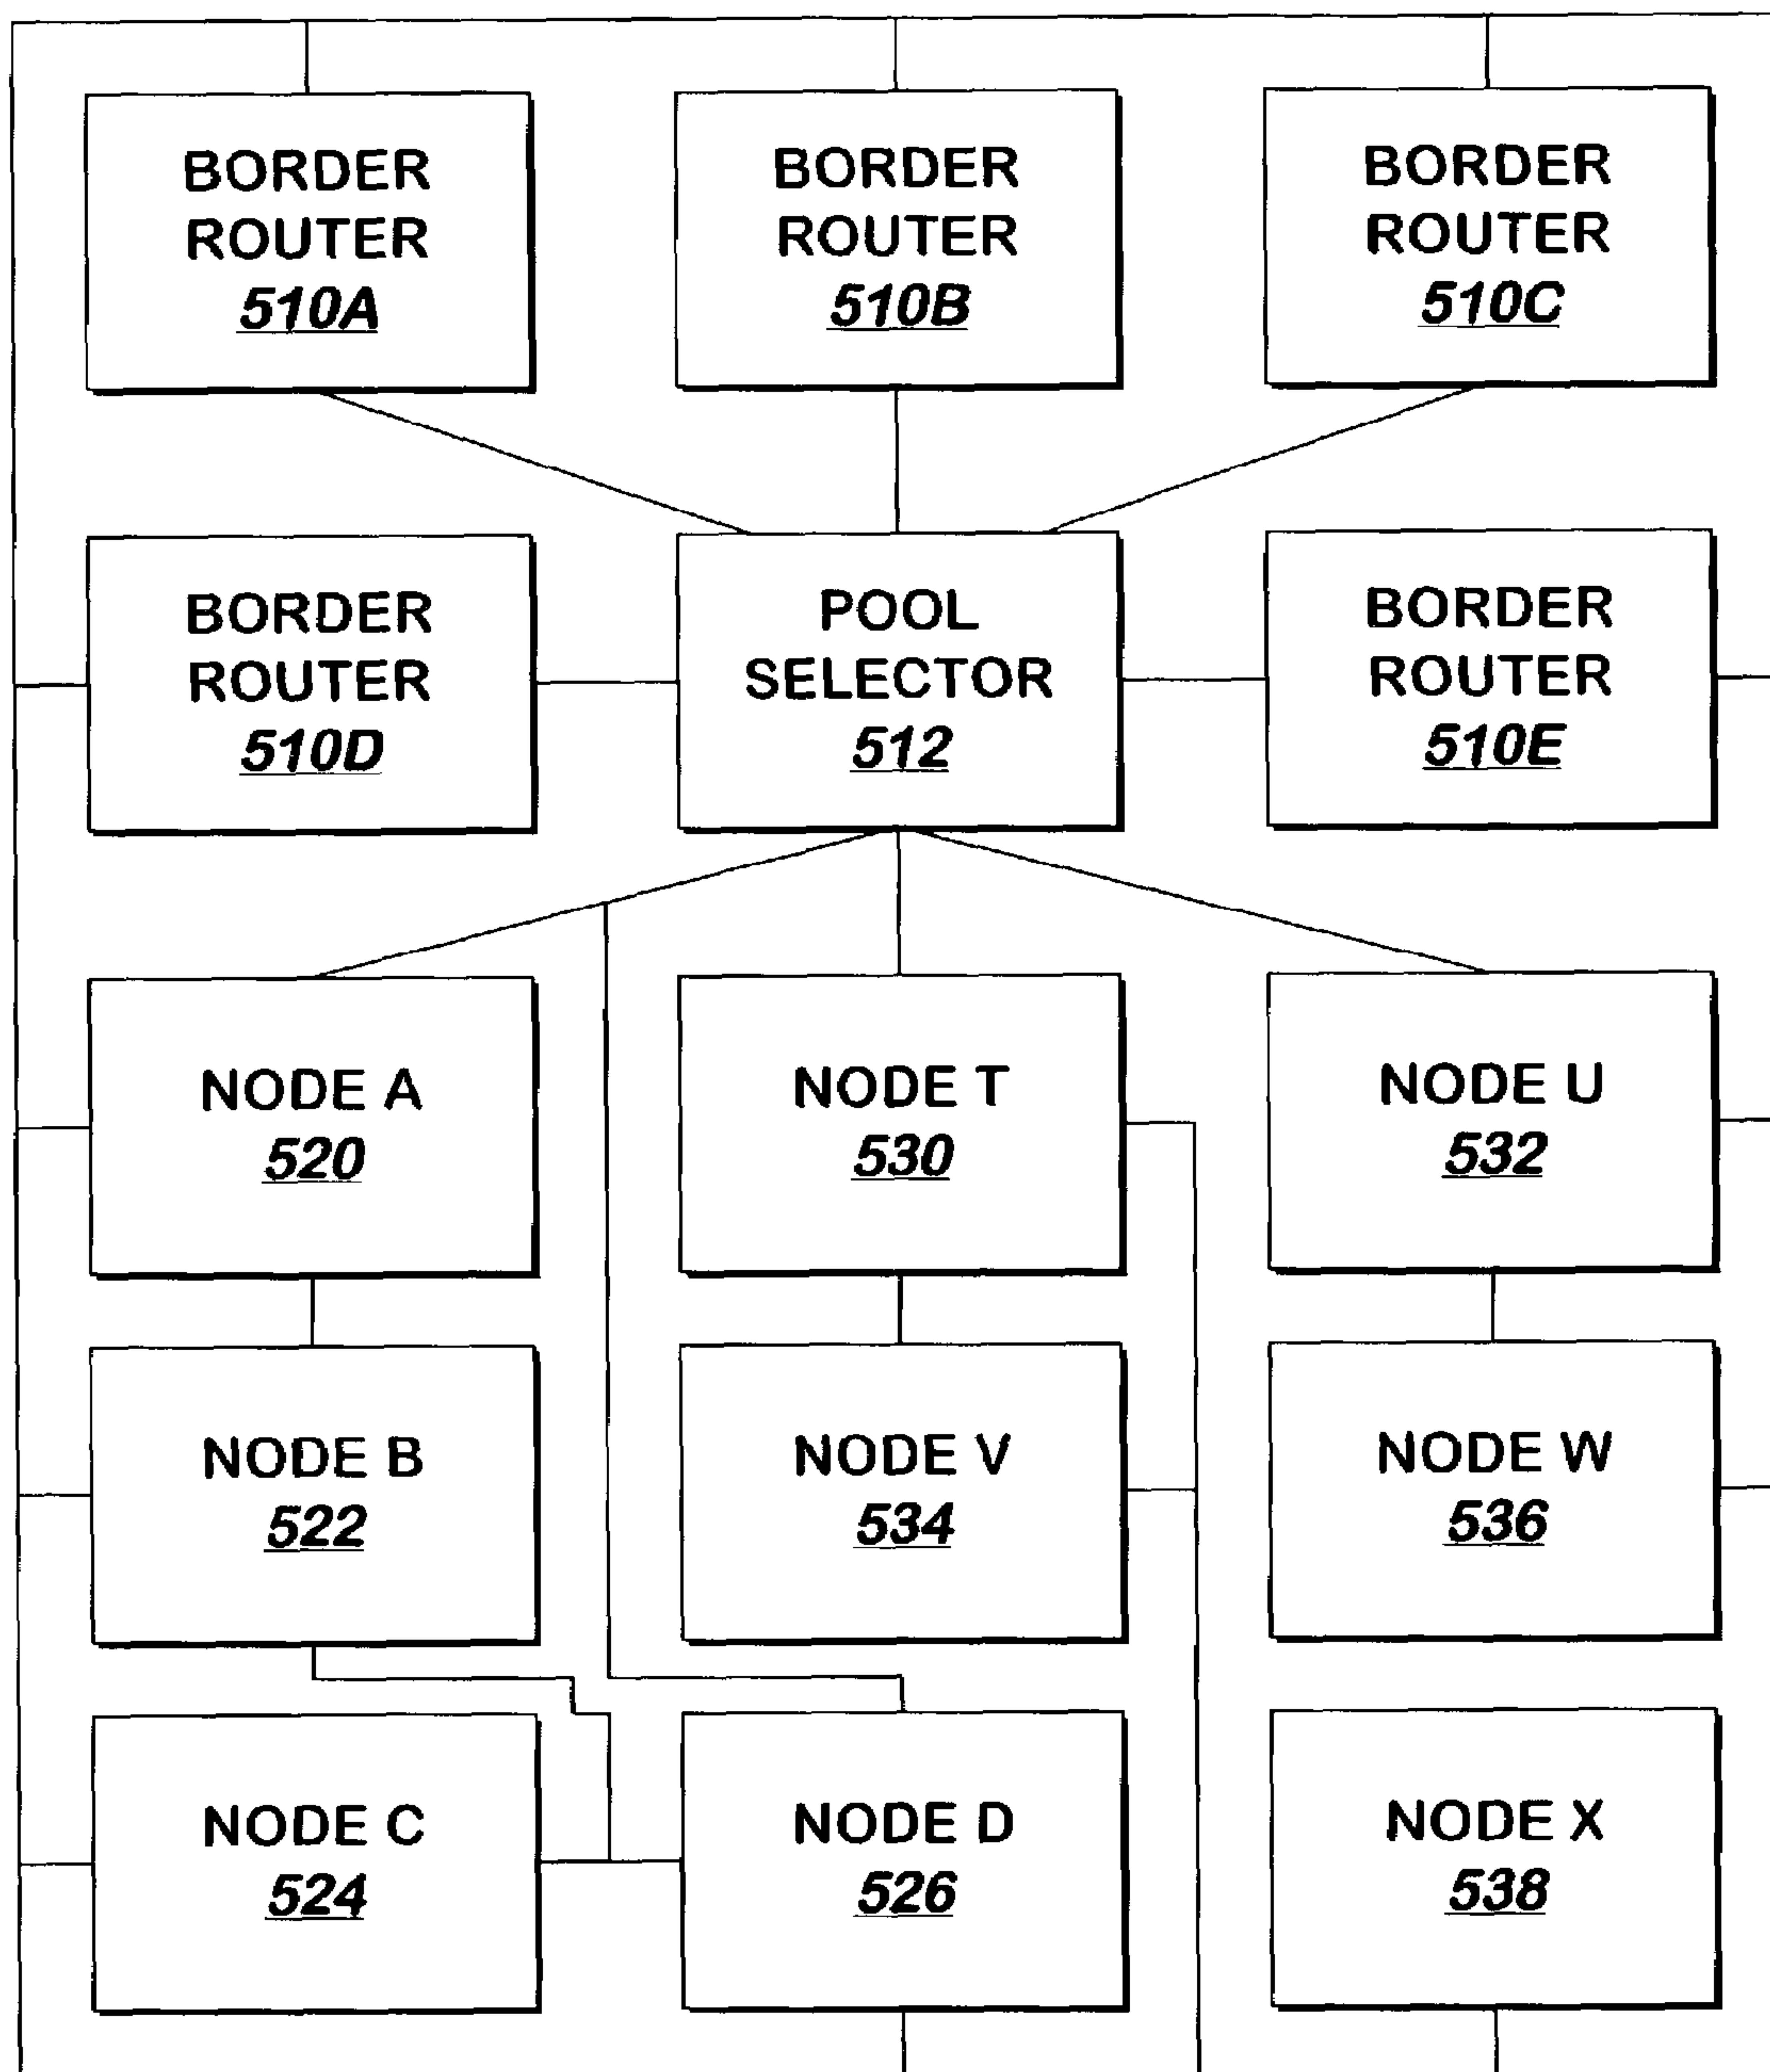 BORDER
ROUTER
510A
BORDER
ROUTER
510B
BORDER
ROUTER
510C
BORDER
ROUTER
510D
POOL
SELECTOR
512
BORDER
ROUTER
510E
NODE A
520
NODE T
530
NODE U
532
NODE B
522
NODE V
534
NODE W
536
NODE C
524
NODE D
526
NODE X
538